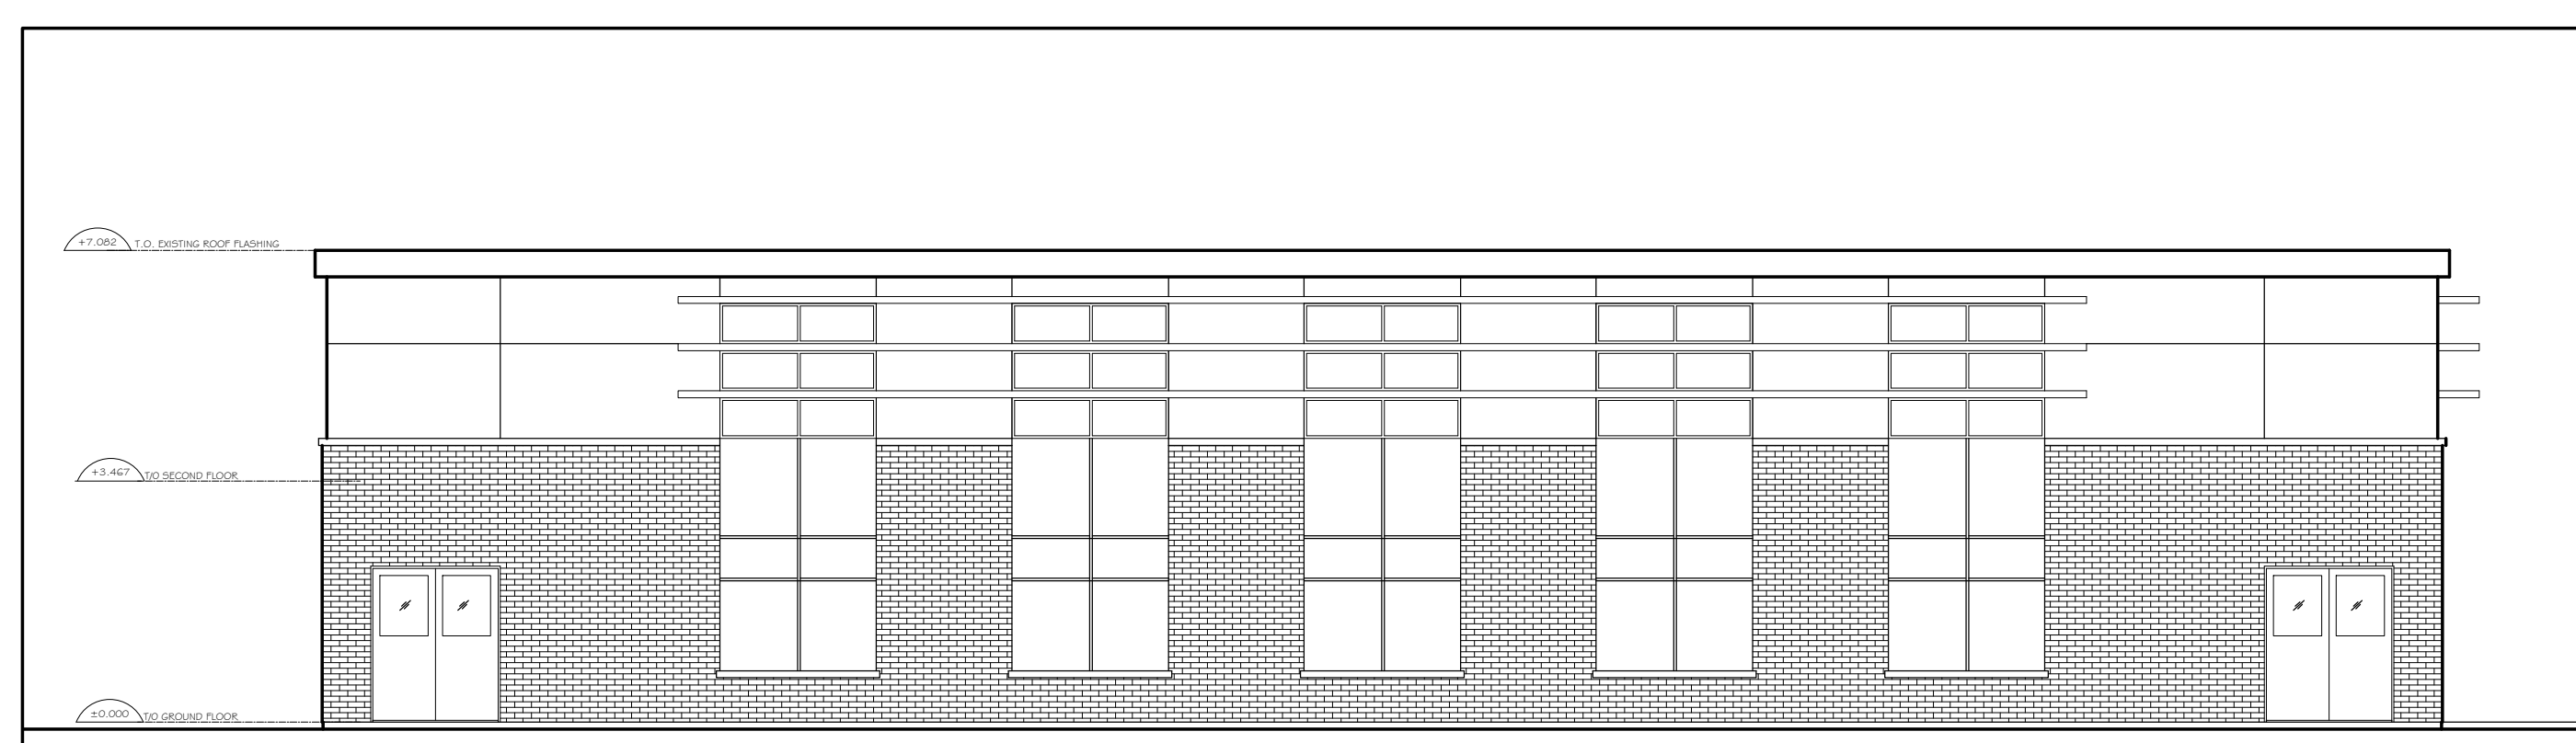 +7.082 T.O. EXISTING ROOF FLASHING
+3.467 T/O SECOND FLOOR
±0.000 T/O GROUND FLOOR